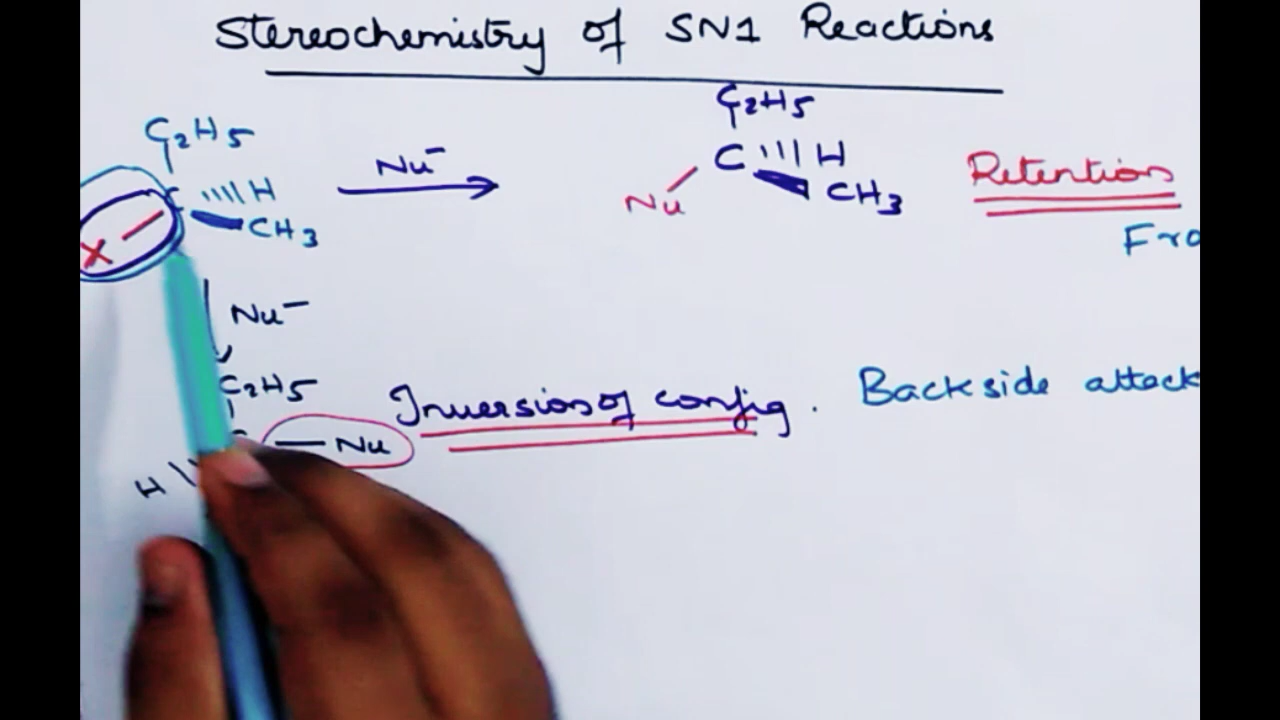 Stereochemistry of SN1 Reactions
C2H5
C H
X CH3
Nu-
C2H5
C H
Nu CH3
Retention
Fro
Nu-
C2H5
Nu
H
Inversion of config. Backside attack